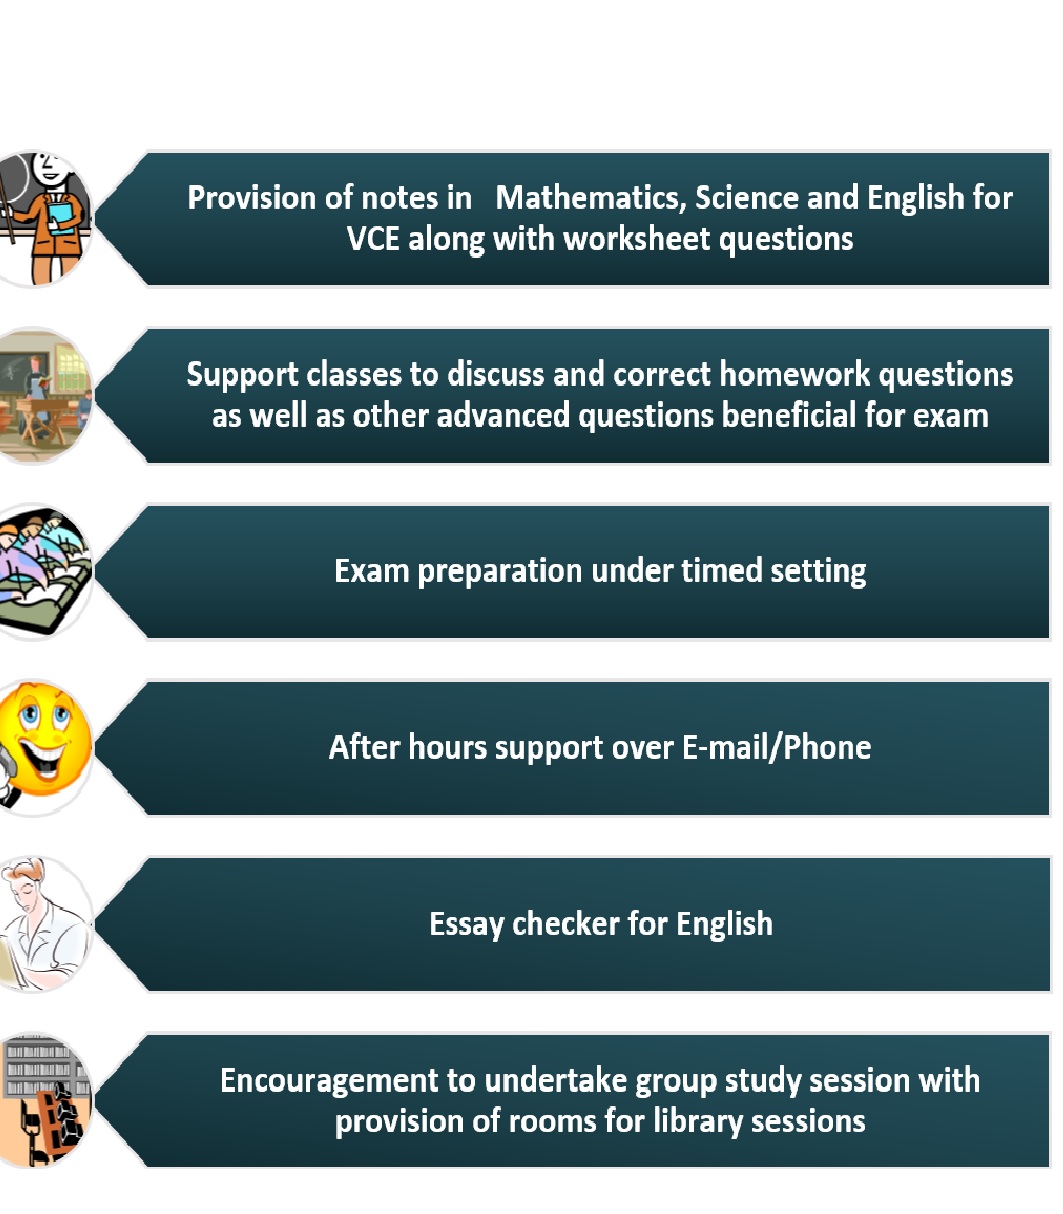 Provision of notes in   Mathematics, Science and English for
VCE along with worksheet questions
Support classes to discuss and correct homework questions
as well as other advanced questions beneficial for exam
Exam preparation under timed setting
After hours support over E-mail/Phone
Essay checker for English
Encouragement to undertake group study session with
provision of rooms for library sessions